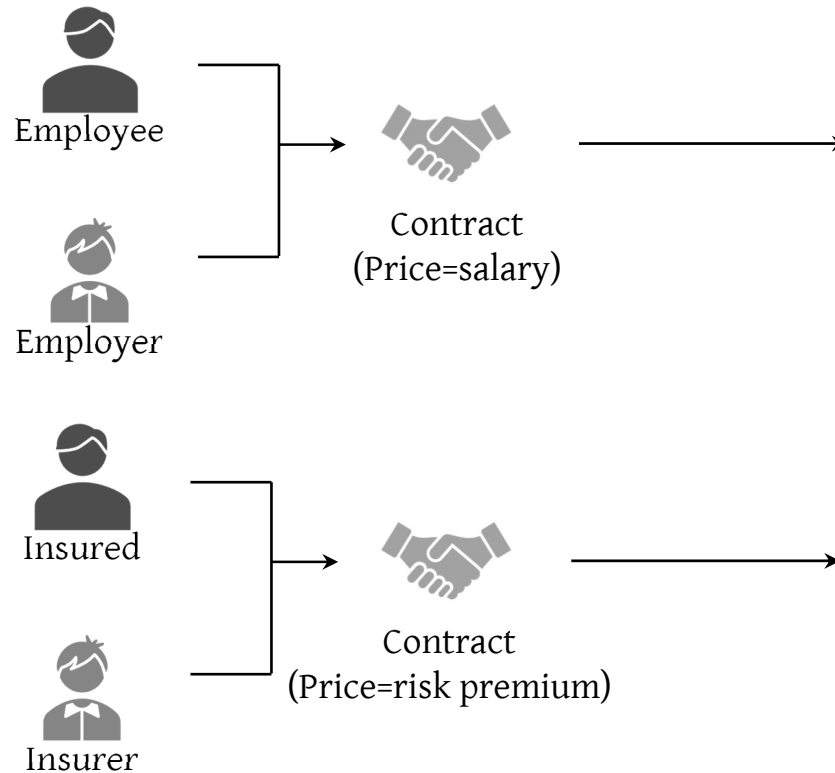 Employee
Contract
(Price=salary)
Employer
Insured
Contract
(Price=risk premium)
Insurer